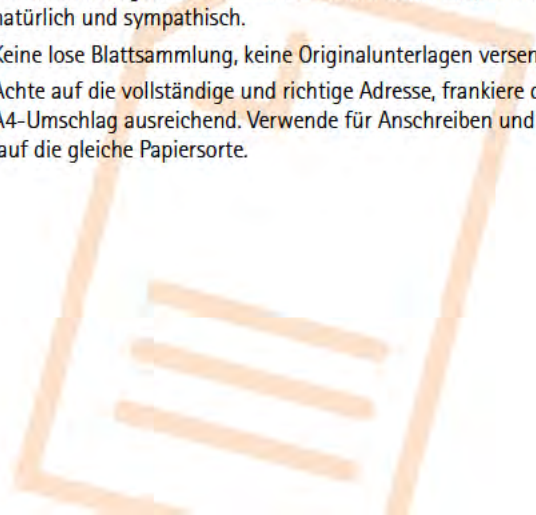 natürlich und sympathisch.
Keine lose Blattsammlung, keine Originalunterlagen versen
Achte auf die vollständige und richtige Adresse, frankiere d
A4-Umschlag ausreichend. Verwende für Anschreiben und
auf die gleiche Papiersorte.